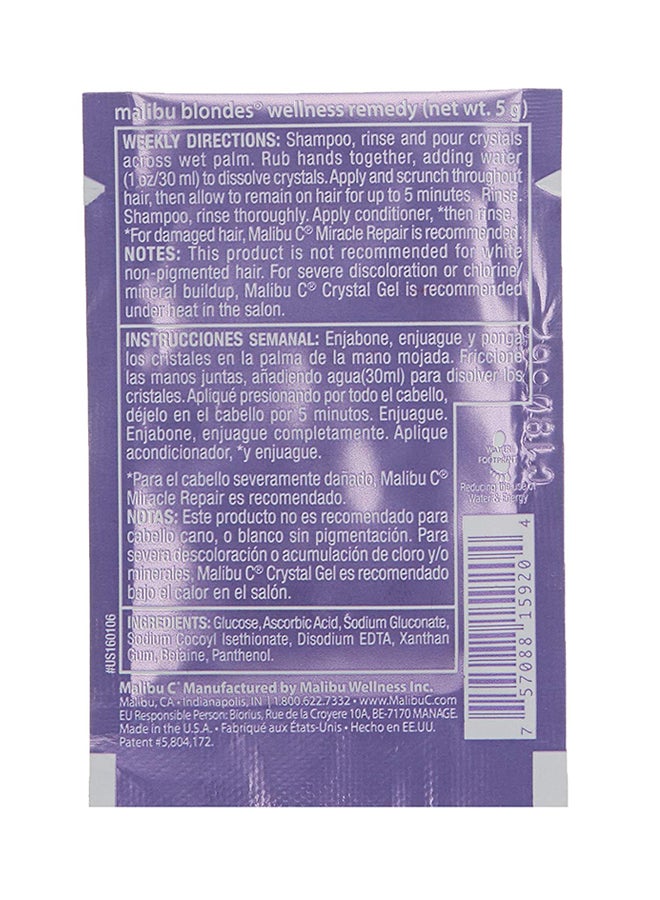 malibu blondes® wellness remedy (net wt. 5 g)
WEEKLY DIRECTIONS: Shampoo, rinse and pour crystals
across wet palm. Rub hands together, adding water
(1 oz/30 ml) to dissolve crystals. Apply and scrunch throughout
hair, then allow to remain on hair for up to 5 minutes. Rinse.
Shampoo, rinse thoroughly. Apply conditioner, *then rinse.
*For damaged hair, Malibu C® Miracle Repair is recommended.
NOTES: This product is not recommended for white
non-pigmented hair. For severe discoloration or chlorine/
mineral buildup, Malibu C® Crystal Gel is recommended
under heat in the salon.
INSTRUCCIONES SEMANAL: Enjabone, enjuague y ponga
los cristales en la palma de la mano mojada. Friccione
las manos juntas, añadiendo agua(30ml) para disolver los
cristales. Apliqué presionando por todo el cabello,
déjelo en el cabello por 5 minutos. Enjuague.
Enjabone, enjuague completamente. Aplique
acondicionador, *y enjuague.
*Para el cabello severamente dañado, Malibu C®
Miracle Repair es recomendado.
NOTAS: Este producto no es recomendado para
cabello cano, o blanco sin pigmentación. Para
severa descoloración o acumulación de cloro y/o
minerales, Malibu C® Crystal Gel es recomendado
bajo el calor en el salón.
WATER
FOOTPRINT
Reducing the use of
Water & Energy
INGREDIENTS: Glucose, Ascorbic Acid, Sodium Gluconate,
Sodium Cocoyl Isethionate, Disodium EDTA, Xanthan
Gum, Betaine, Panthenol.
#US160106
7 57088 15920 4
Malibu C® Manufactured by Malibu Wellness Inc.
Malibu, CA • Indianapolis, IN | 1.800.622.7332 • www.MalibuC.com
EU Responsible Person: Biorius, Rue de la Croyere 10A, BE-7170 MANAGE.
Made in the U.S.A. • Fabriqué aux États-Unis • Hecho en EE.UU.
Patent #5,804,172.